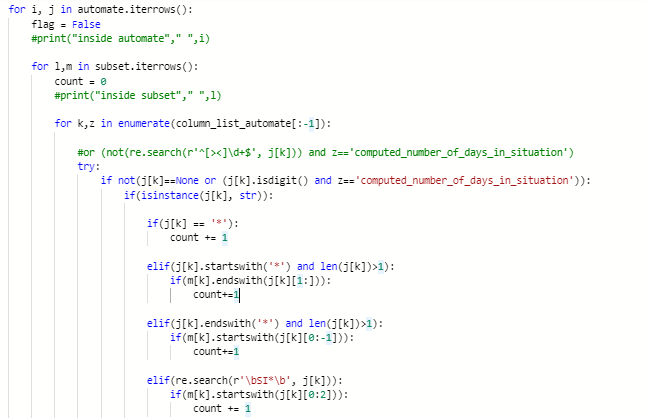 for i, j in automate.iterrows():
    flag = False
    #print("inside automate"," ",i)
    for l,m in subset.iterrows():
        count = 0
        #print("inside subset"," ",l)
        for k,z in enumerate(column_list_automate[:-1]):
            #or (not(re.search(r'^[><]\d+$', j[k])) and z=='computed_number_of_days_in_situation')
            try:
                if not(j[k]==None or (j[k].isdigit() and z=='computed_number_of_days_in_situation')):
                    if(isinstance(j[k], str)):
                        if(j[k] == '*'):
                            count += 1
                        elif(j[k].startswith('*') and len(j[k])>1):
                            if(m[k].endswith(j[k][1:])):
                                count+=1
                        elif(j[k].endswith('*') and len(j[k])>1):
                            if(m[k].startswith(j[k][0:-1])):
                                count+=1
                        elif(re.search(r'\bSI*\b', j[k])):
                            if(m[k].startswith(j[k][0:2])):
                                count += 1